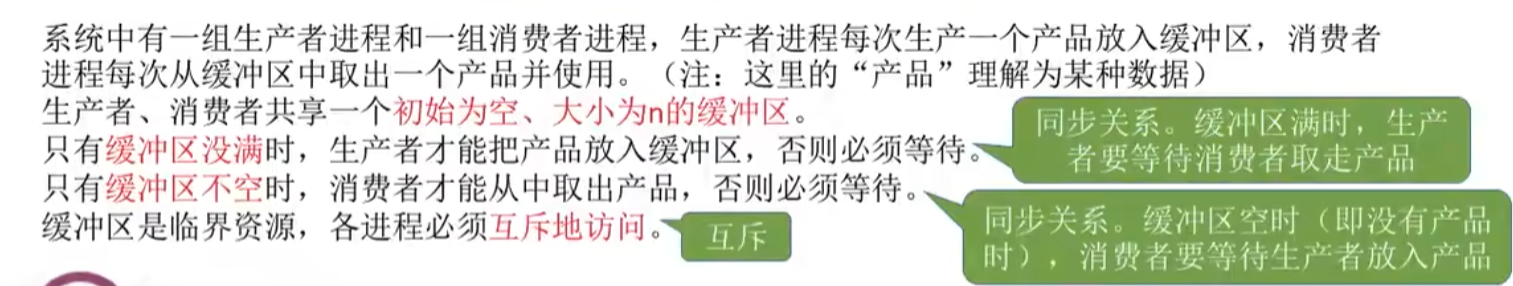 系统中有一组生产者进程和一组消费者进程，生产者进程每次生产一个产品放入缓冲区，消费者
进程每次从缓冲区中取出一个产品并使用。（注：这里的“产品”理解为某种数据）
生产者、消费者共享一个初始为空、大小为n的缓冲区。
只有缓冲区没满时，生产者才能把产品放入缓冲区，否则必须等待。
同步关系。缓冲区满时，生产
者要等待消费者取走产品
只有缓冲区不空时，消费者才能从中取出产品，否则必须等待。
同步关系。缓冲区空时（即没有产品
时），消费者要等待生产者放入产品
缓冲区是临界资源，各进程必须互斥地访问。
互斥